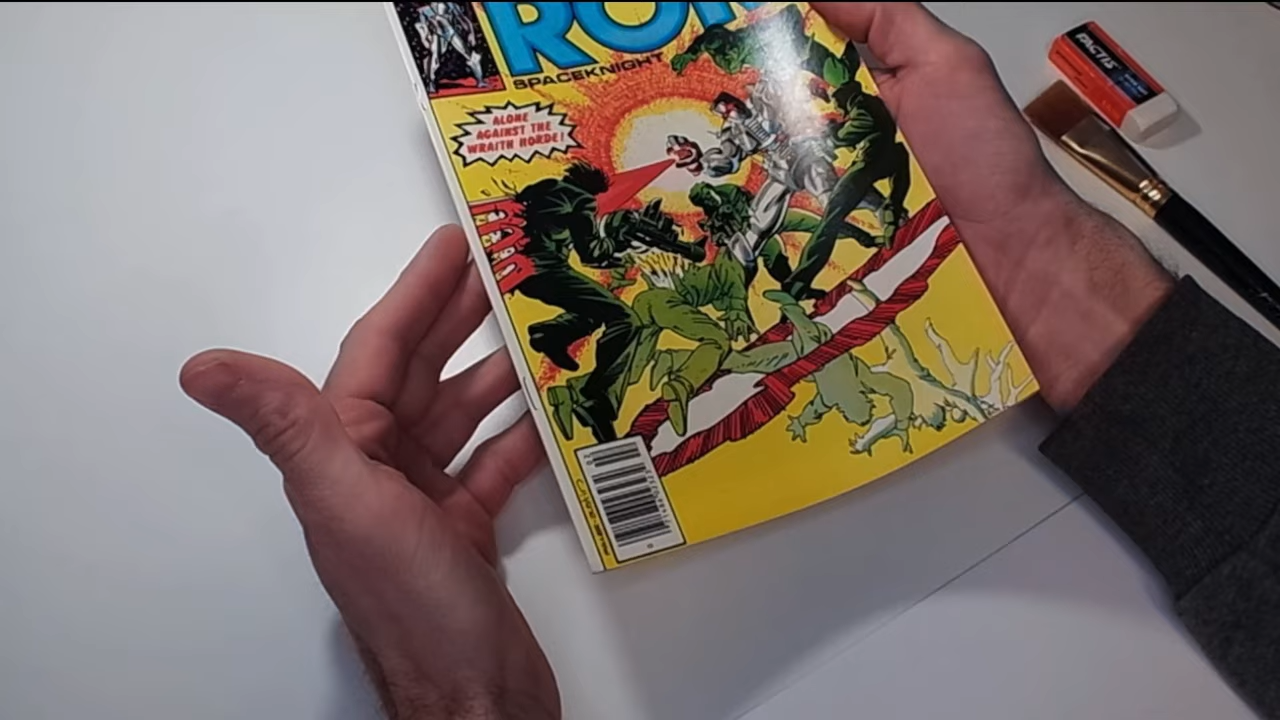 ROM
SPACEKNIGHT
ALONE
AGAINST THE
WRAITH HORDE!
FACTIS